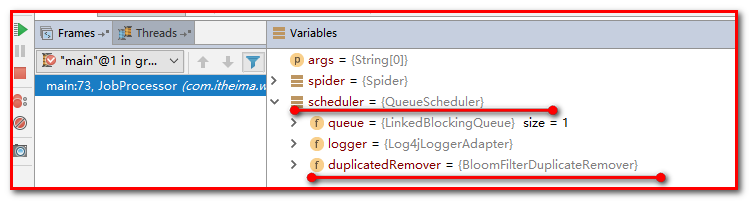 Frames
Threads
Variables
"main"@1 in gr...
main:73, JobProcessor (com.itheima.w
args = {String[0]}
spider = {Spider}
scheduler = {QueueScheduler}
queue = {LinkedBlockingQueue} size = 1
logger = {Log4jLoggerAdapter}
duplicatedRemover = {BloomFilterDuplicateRemover}